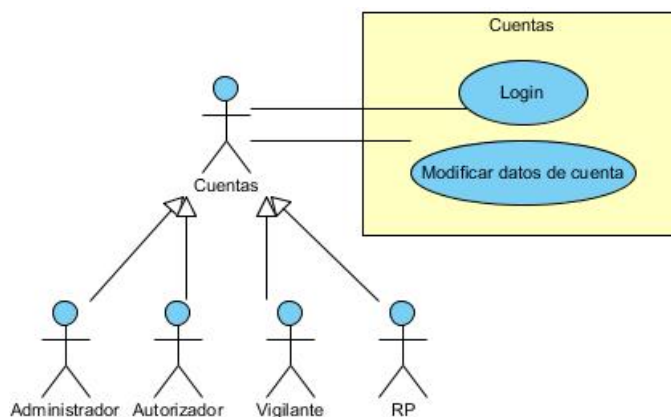 Cuentas
Login
Modificar datos de cuenta
Cuentas
Administrador
Autorizador
Vigilante
RP